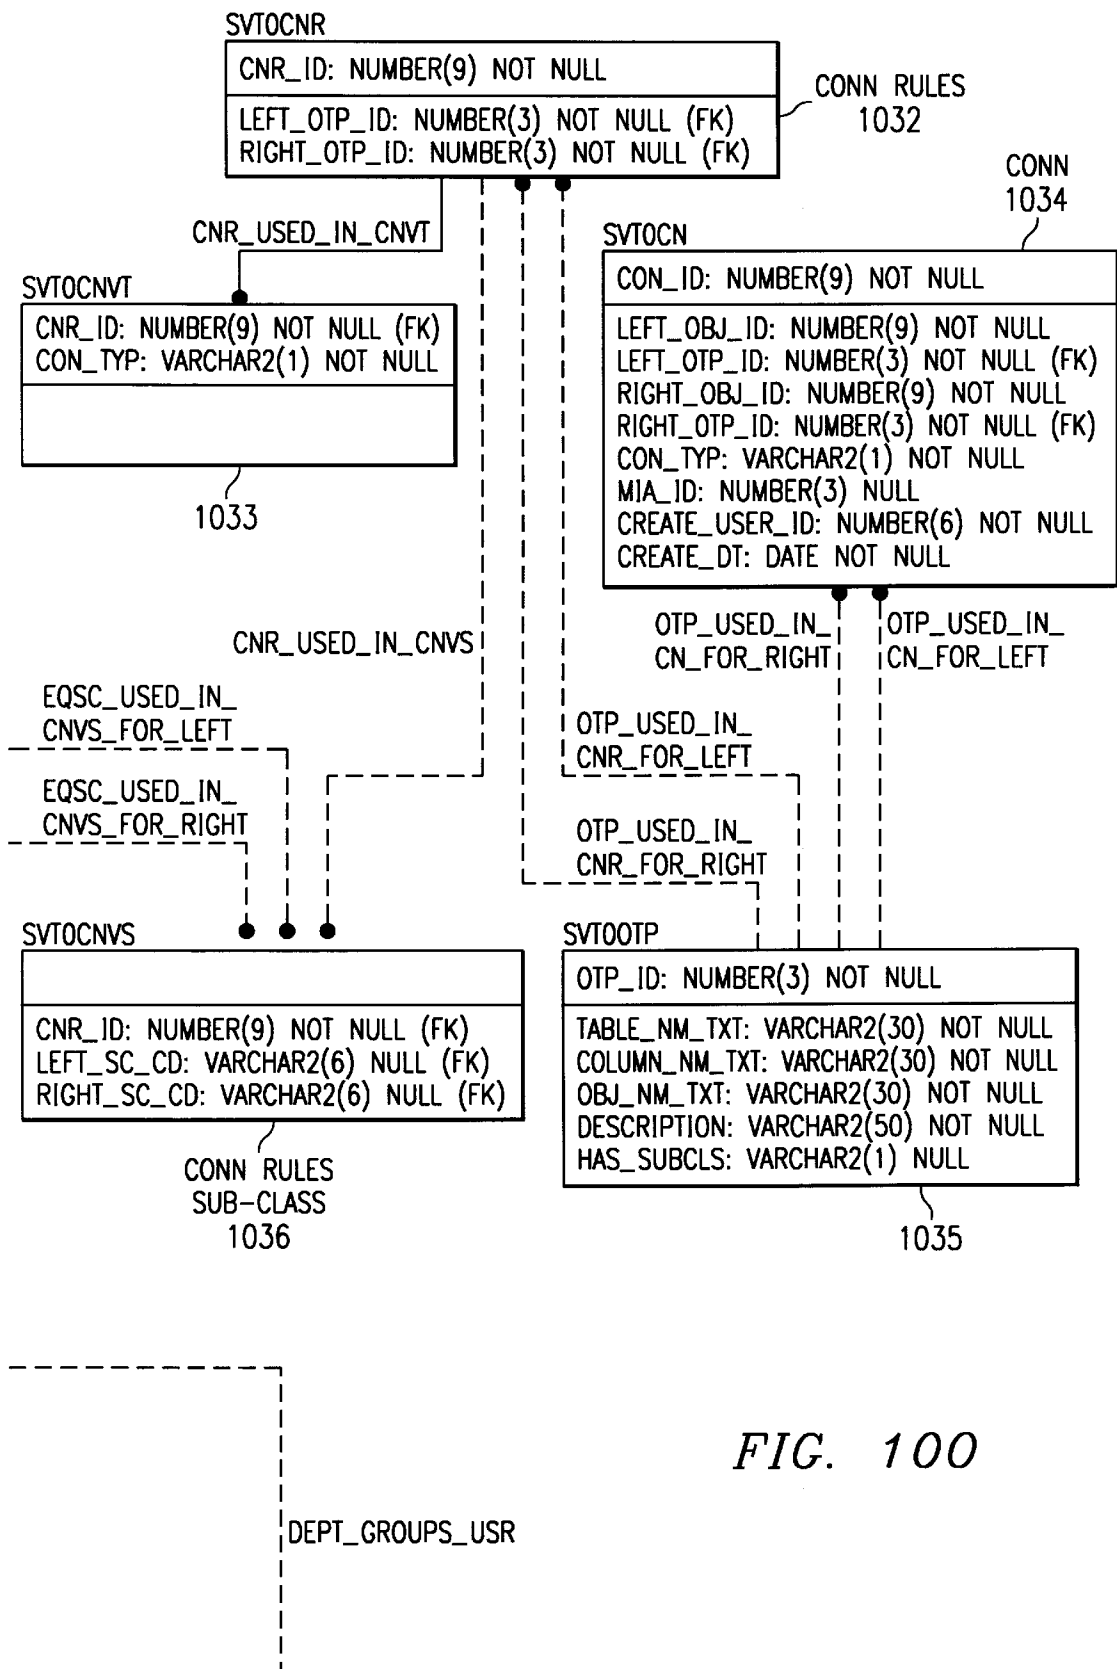 SVTOCNR
CNR_ID: NUMBER(9) NOT NULL
LEFT_OTP_ID: NUMBER(3) NOT NULL (FK)
RIGHT_OTP_ID: NUMBER(3) NOT NULL (FK)
CONN RULES
1032
CONN
1034
CNR_USED_IN_CNVT
SVTOCN
CON_ID: NUMBER(9) NOT NULL
LEFT_OBJ_ID: NUMBER(9) NOT NULL
LEFT_OTP_ID: NUMBER(3) NOT NULL (FK)
RIGHT_OBJ_ID: NUMBER(9) NOT NULL
RIGHT_OTP_ID: NUMBER(3) NOT NULL (FK)
CON_TYP: VARCHAR2(1) NOT NULL
MIA_ID: NUMBER(3) NULL
CREATE_USER_ID: NUMBER(6) NOT NULL
CREATE_DT: DATE NOT NULL
SVTOCNVT
CNR_ID: NUMBER(9) NOT NULL (FK)
CON_TYP: VARCHAR2(1) NOT NULL
1033
CNR_USED_IN_CNVS
OTP_USED_IN_
CN_FOR_RIGHT
OTP_USED_IN_
CN_FOR_LEFT
EQSC_USED_IN_
CNVS_FOR_LEFT
OTP_USED_IN_
CNR_FOR_LEFT
EQSC_USED_IN_
CNVS_FOR_RIGHT
OTP_USED_IN_
CNR_FOR_RIGHT
SVTOCNVS
CNR_ID: NUMBER(9) NOT NULL (FK)
LEFT_SC_CD: VARCHAR2(6) NULL (FK)
RIGHT_SC_CD: VARCHAR2(6) NULL (FK)
CONN RULES
SUB-CLASS
1036
SVTOOTP
OTP_ID: NUMBER(3) NOT NULL
TABLE_NM_TXT: VARCHAR2(30) NOT NULL
COLUMN_NM_TXT: VARCHAR2(30) NOT NULL
OBJ_NM_TXT: VARCHAR2(30) NOT NULL
DESCRIPTION: VARCHAR2(50) NOT NULL
HAS_SUBCLS: VARCHAR2(1) NULL
1035
FIG. 100
DEPT_GROUPS_USR